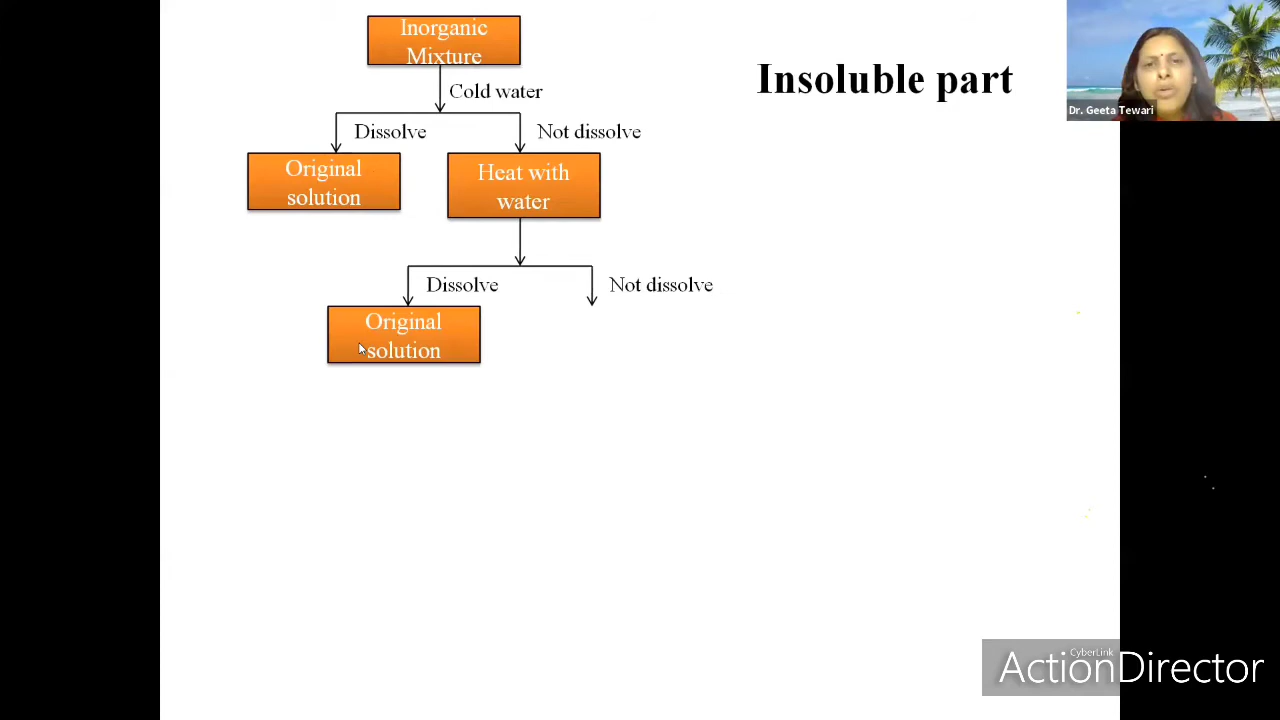 Inorganic
Mixture
Insoluble part
Dr. Geeta Tewari
Cold water
Dissolve
Not dissolve
Original
solution
Heat with
water
Dissolve
Not dissolve
Original
solution
CyberLink
ActionDirector